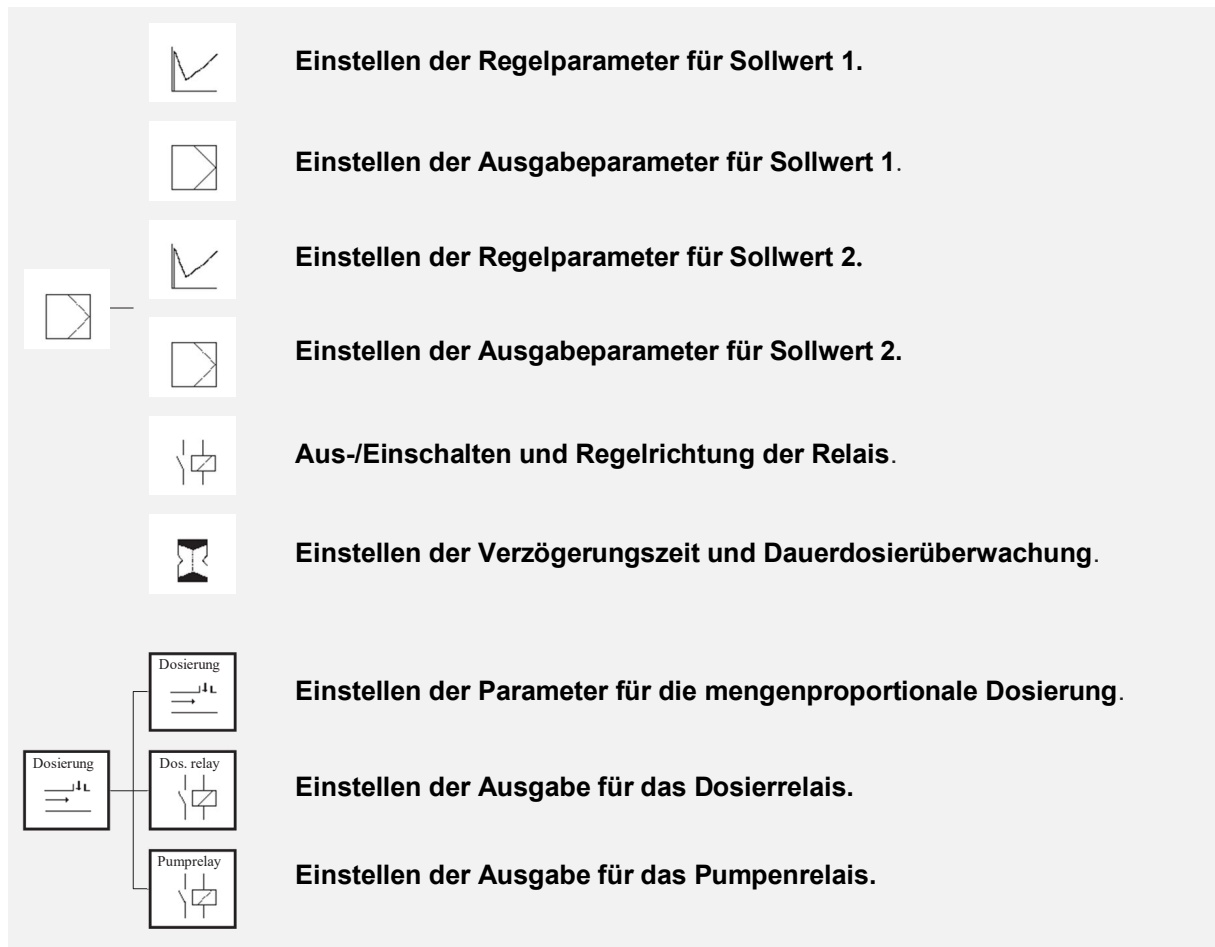 Einstellen der Regelparameter für Sollwert 1.
Einstellen der Ausgabeparameter für Sollwert 1.
Einstellen der Regelparameter für Sollwert 2.
Einstellen der Ausgabeparameter für Sollwert 2.
Aus-/Einschalten und Regelrichtung der Relais.
Einstellen der Verzögerungszeit und Dauerdosierüberwachung.
Dosierung
Einstellen der Parameter für die mengenproportionale Dosierung.
Dosierung
Dos. relay
Einstellen der Ausgabe für das Dosierrelais.
Pumprelay
Einstellen der Ausgabe für das Pumpenrelais.